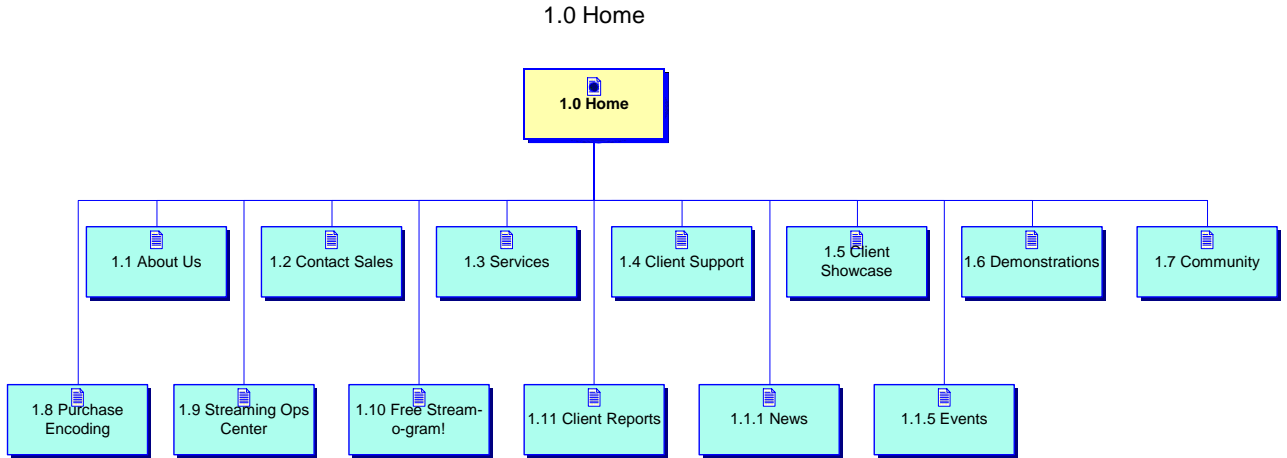 1.0 Home
1.0 Home
1.1 About Us
1.2 Contact Sales
1.3 Services
1.4 Client Support
1.5 Client
Showcase
1.6 Demonstrations
1.7 Community
1.8 Purchase
Encoding
1.9 Streaming Ops
Center
1.10 Free Stream-
o-gram!
1.11 Client Reports
1.1.1 News
1.1.5 Events